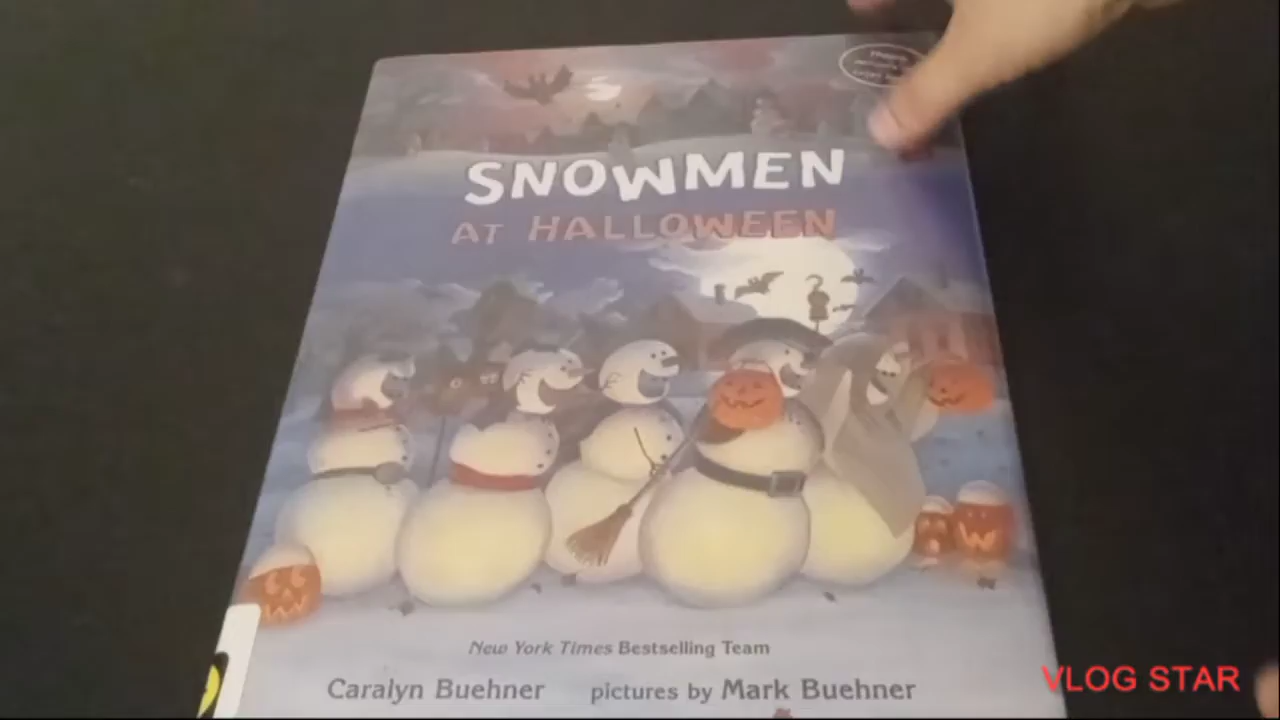 SNOWMEN
AT HALLOWEEN
New York Times Bestselling Team
Caralyn Buehner pictures by Mark Buehner
VLOG STAR